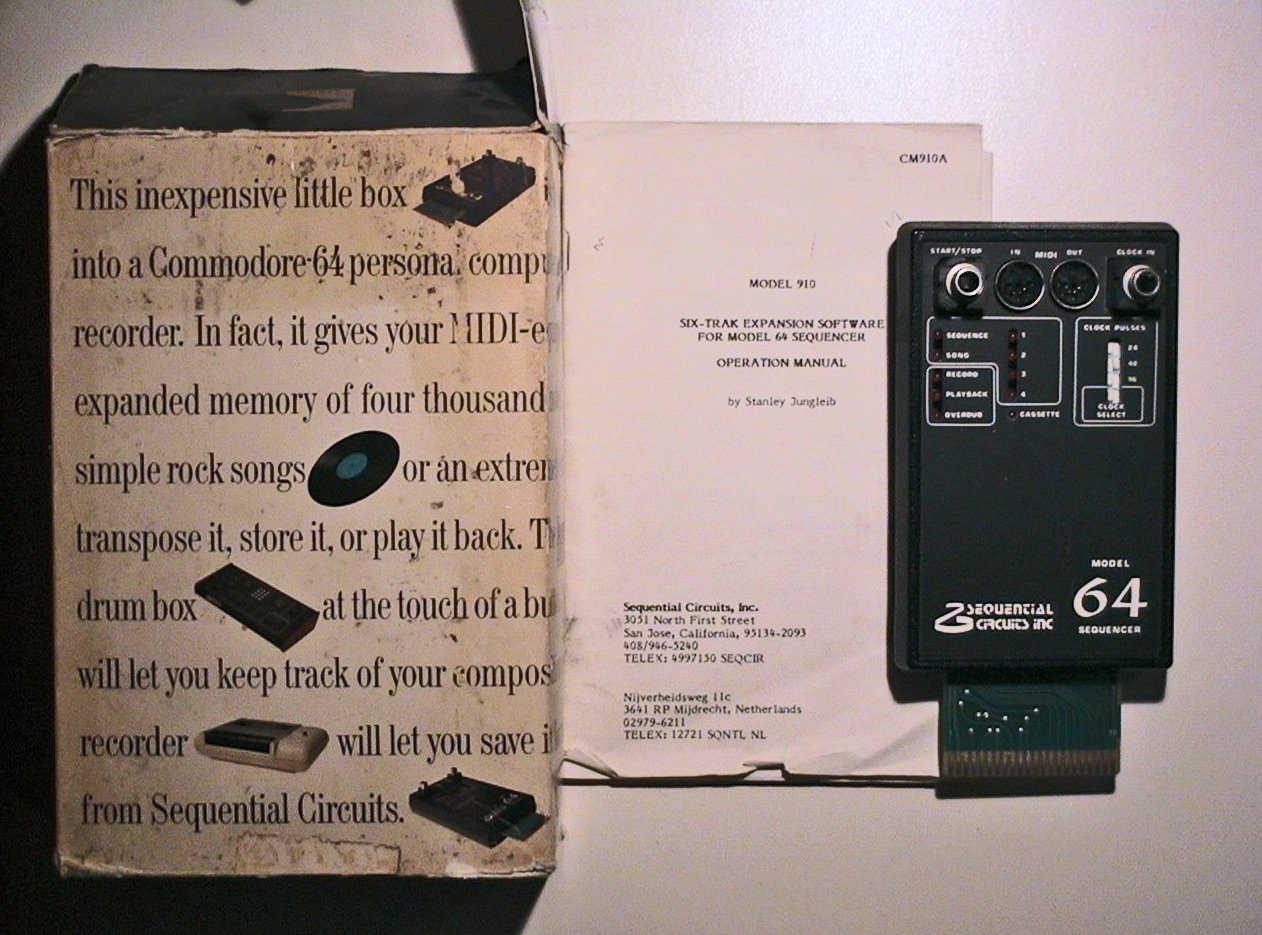 This inexpensive little box
into a Commodore-64 personal comp
recorder. In fact, it gives your MIDI-e
expanded memory of four thousand
simple rock songs or an extrem
transpose it, store it, or play it back. T
drum box at the touch of a bu
will let you keep track of your compos
recorder will let you save i
from Sequential Circuits.
CM910A
MODEL 910
SIX-TRAK EXPANSION SOFTWARE
FOR MODEL 64 SEQUENCER
OPERATION MANUAL
by Stanley Jungleib
Sequential Circuits, Inc.
3051 North First Street
San Jose, California, 95134-2093
408/946-5240
TELEX: 4997150 SEQCIR
Nijverheidsweg 11c
3641 RP Mijdrecht, Netherlands
02979-6211
TELEX: 12721 SQNTL NL
START/STOP IN MIDI OUT CLOCK IN
SEQUENCE 1
SONG 2
RECORD 3
PLAYBACK 4
OVERDUB CASSETTE
CLOCK PULSES
24
48
96
CLOCK
SELECT
MODEL
64
SEQUENCER
SEQUENTIAL
CIRCUITS INC